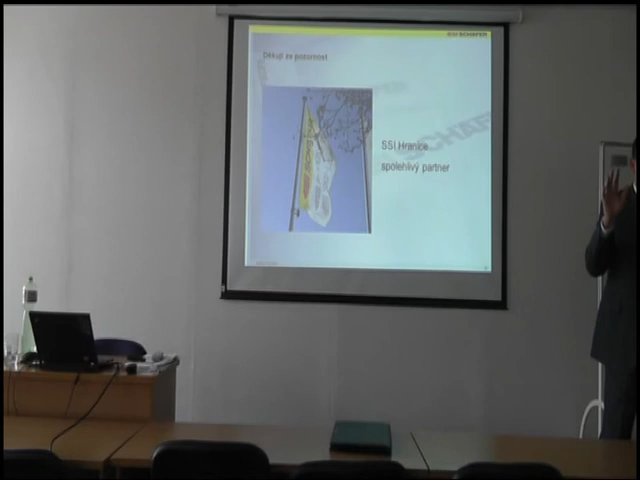 SSI SCHAEFER
Děkuji za pozornost
SSI Hranice
spolehlivý partner